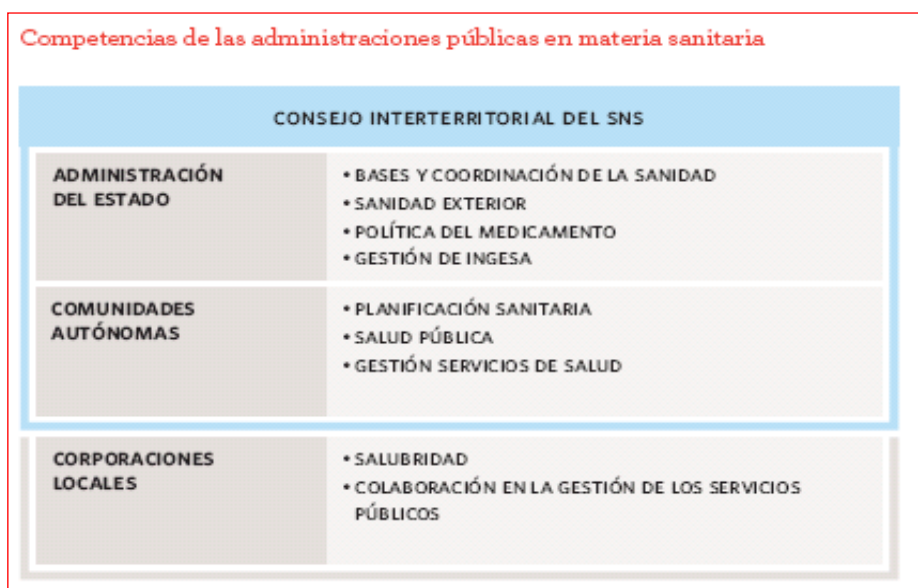 Competencias de las administraciones públicas en materia sanitaria
CONSEJO INTERTERRITORIAL DEL SNS
ADMINISTRACIÓN
DEL ESTADO
• BASES Y COORDINACIÓN DE LA SANIDAD
• SANIDAD EXTERIOR
• POLÍTICA DEL MEDICAMENTO
• GESTIÓN DE INGESA
COMUNIDADES
AUTÓNOMAS
• PLANIFICACIÓN SANITARIA
• SALUD PÚBLICA
• GESTIÓN SERVICIOS DE SALUD
CORPORACIONES
LOCALES
• SALUBRIDAD
• COLABORACIÓN EN LA GESTIÓN DE LOS SERVICIOS
PÚBLICOS